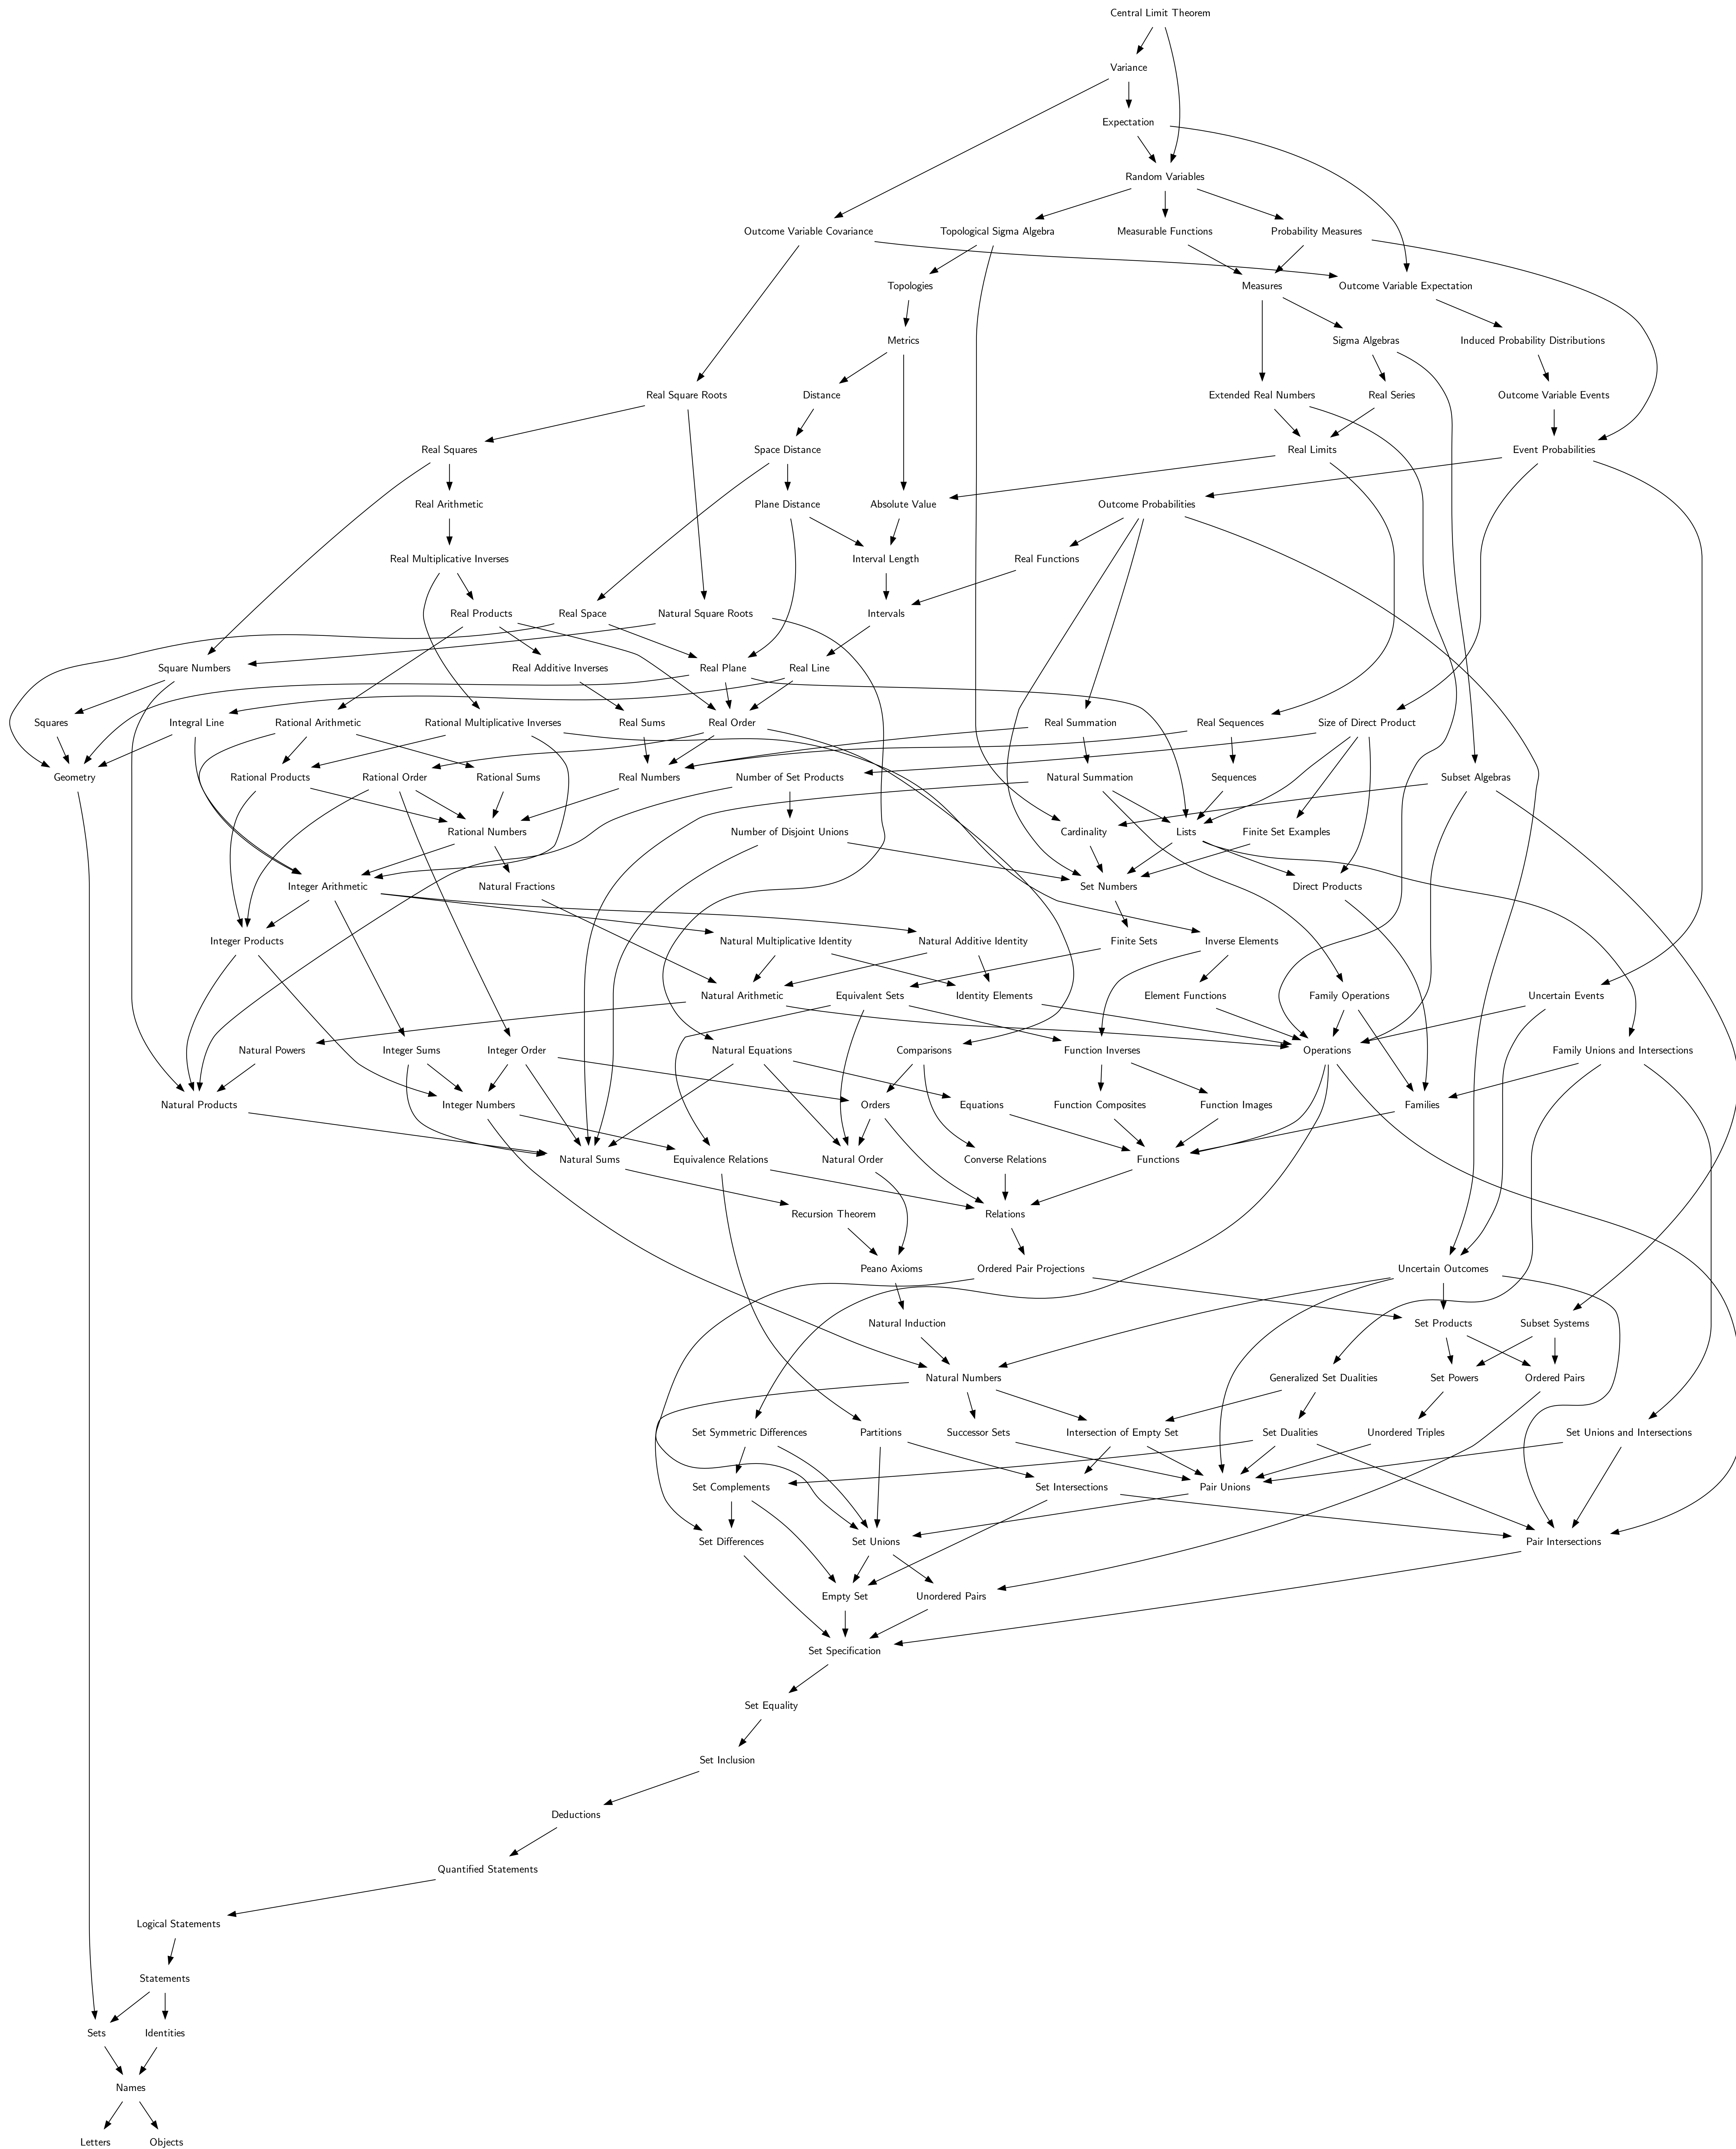 Central Limit Theorem
Variance
Expectation
Random Variables
Outcome Variable Covariance
Topological Sigma Algebra
Measurable Functions
Probability Measures
Topologies
Measures
Outcome Variable Expectation
Metrics
Sigma Algebras
Induced Probability Distributions
Real Square Roots
Distance
Extended Real Numbers
Real Series
Outcome Variable Events
Real Squares
Space Distance
Real Limits
Event Probabilities
Real Arithmetic
Plane Distance
Absolute Value
Outcome Probabilities
Real Multiplicative Inverses
Interval Length
Real Functions
Real Products
Real Space
Natural Square Roots
Intervals
Square Numbers
Real Additive Inverses
Real Plane
Real Line
Squares
Integral Line
Rational Arithmetic
Rational Multiplicative Inverses
Real Sums
Real Order
Real Summation
Real Sequences
Size of Direct Product
Geometry
Rational Products
Rational Order
Rational Sums
Real Numbers
Number of Set Products
Natural Summation
Sequences
Subset Algebras
Rational Numbers
Number of Disjoint Unions
Cardinality
Lists
Finite Set Examples
Integer Arithmetic
Natural Fractions
Set Numbers
Direct Products
Integer Products
Natural Multiplicative Identity
Natural Additive Identity
Finite Sets
Inverse Elements
Natural Arithmetic
Equivalent Sets
Identity Elements
Element Functions
Family Operations
Uncertain Events
Natural Powers
Integer Sums
Integer Order
Natural Equations
Comparisons
Function Inverses
Operations
Family Unions and Intersections
Natural Products
Integer Numbers
Orders
Equations
Function Composites
Function Images
Families
Natural Sums
Equivalence Relations
Natural Order
Converse Relations
Functions
Recursion Theorem
Relations
Peano Axioms
Ordered Pair Projections
Uncertain Outcomes
Natural Induction
Set Products
Subset Systems
Natural Numbers
Generalized Set Dualities
Set Powers
Ordered Pairs
Set Symmetric Differences
Partitions
Successor Sets
Intersection of Empty Set
Set Dualities
Unordered Triples
Set Unions and Intersections
Set Complements
Set Intersections
Pair Unions
Set Differences
Set Unions
Pair Intersections
Empty Set
Unordered Pairs
Set Specification
Set Equality
Set Inclusion
Deductions
Quantified Statements
Logical Statements
Statements
Sets
Identities
Names
Letters
Objects